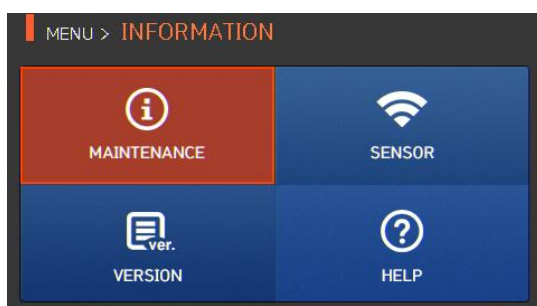 MENU > INFORMATION
MAINTENANCE
SENSOR
ver.
VERSION
HELP